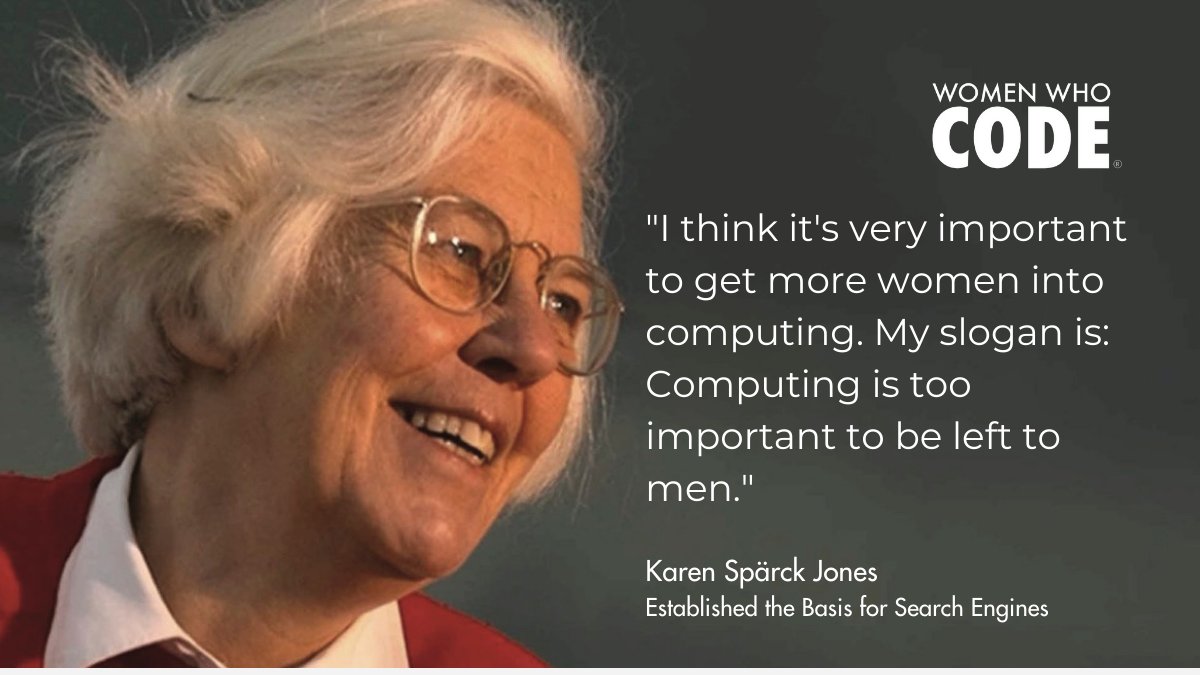 WOMEN WHO
CODE®
"I think it's very important
to get more women into
computing. My slogan is:
Computing is too
important to be left to
men."
Karen Spärck Jones
Established the Basis for Search Engines